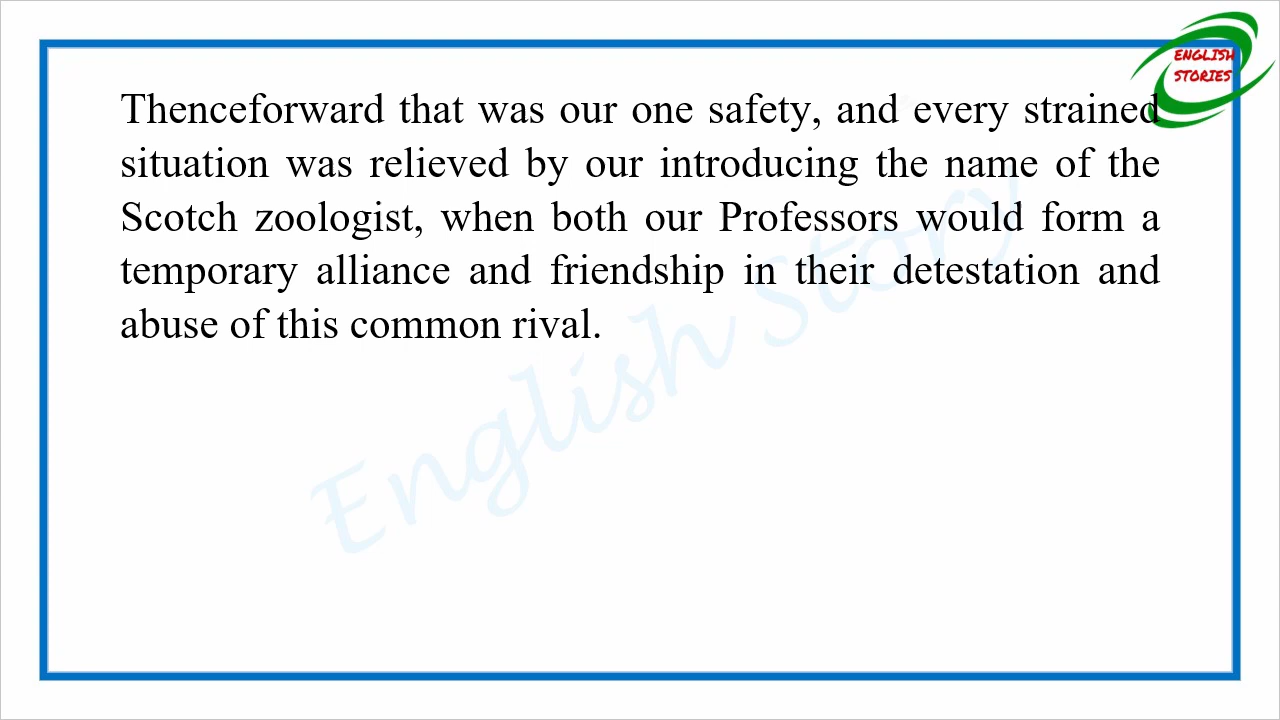 ENGLISH
STORIES
Thenceforward that was our one safety, and every strained
situation was relieved by our introducing the name of the
Scotch zoologist, when both our Professors would form a
temporary alliance and friendship in their detestation and
abuse of this common rival.
English Story